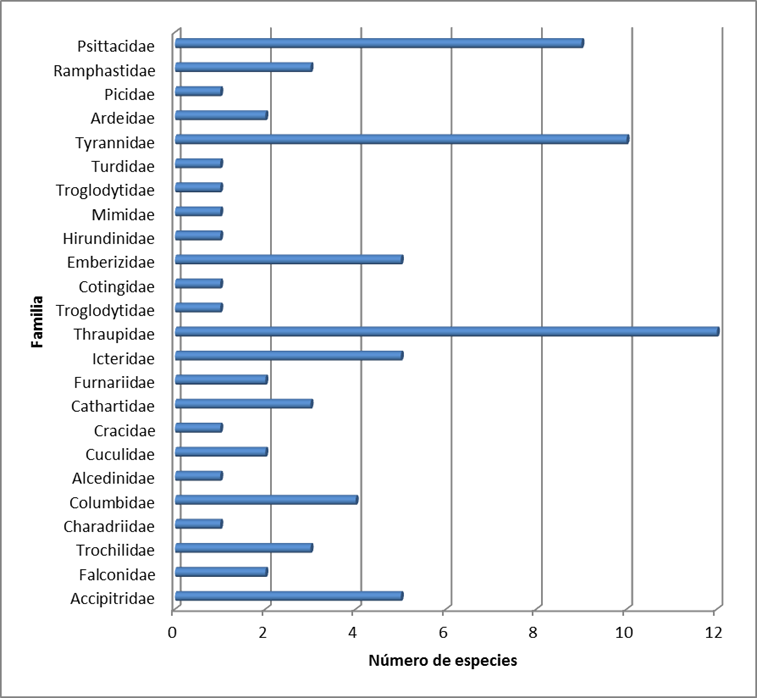 Psittacidae
Ramphastidae
Picidae
Ardeidae
Tyrannidae
Turdidae
Troglodytidae
Mimidae
Hirundinidae
Emberizidae
Cotingidae
Troglodytidae
Thraupidae
Icteridae
Furnariidae
Cathartidae
Cracidae
Cuculidae
Alcedinidae
Columbidae
Charadriidae
Trochilidae
Falconidae
Accipitridae
Familia
0 2 4 6 8 10 12
Número de especies